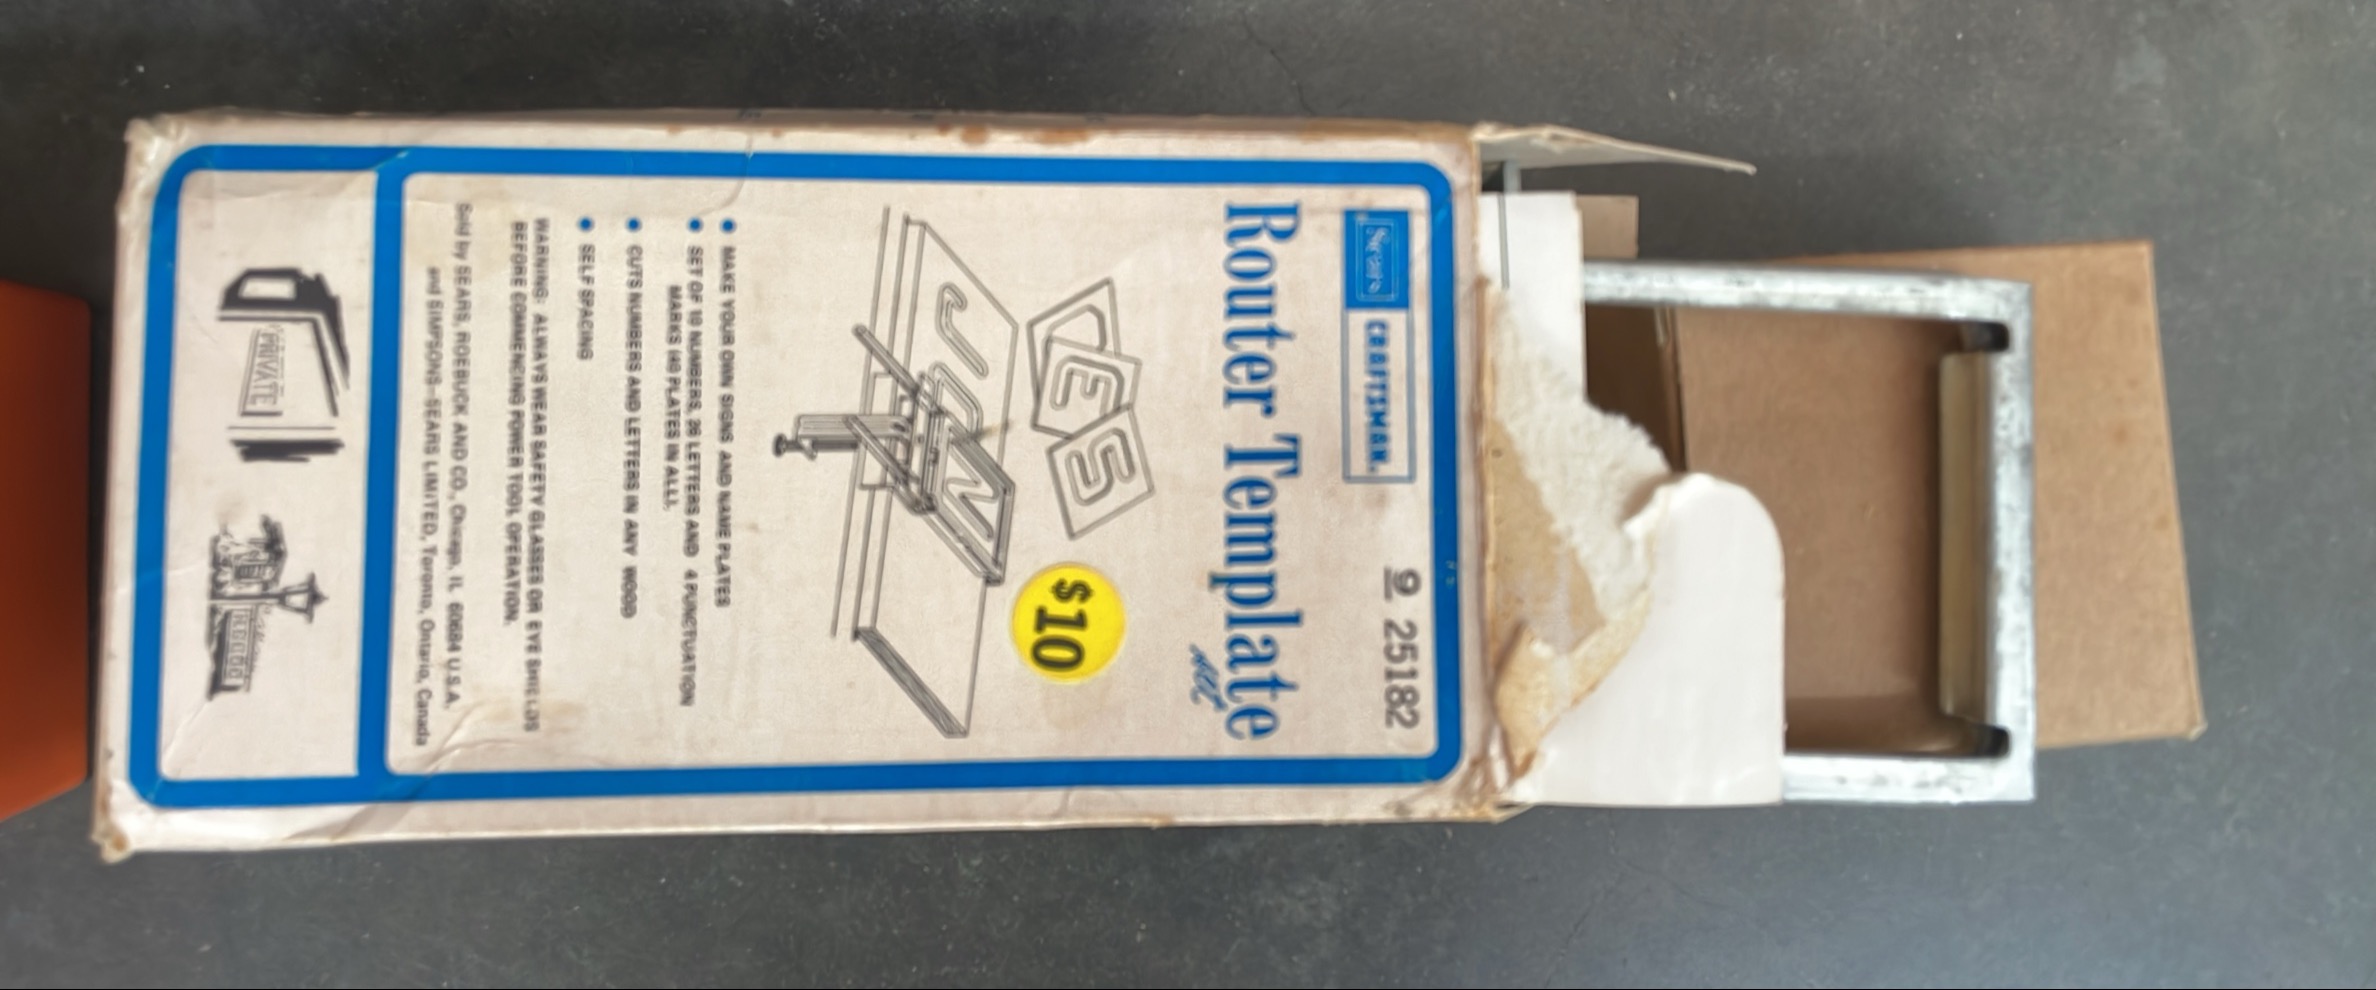 Sears
CRAFTSMAN.
9 25182
Router Template
set
C
E
S
$10
J
O
N
● MAKE YOUR OWN SIGNS AND NAME PLATES
● SET OF 10 NUMBERS, 26 LETTERS AND 4 PUNCTUATION
MARKS (40 PLATES IN ALL).
● CUTS NUMBERS AND LETTERS IN ANY WOOD
● SELF SPACING
WARNING: ALWAYS WEAR SAFETY GLASSES OR EYE SHIELDS
BEFORE COMMENCING POWER TOOL OPERATION.
Sold by SEARS, ROEBUCK AND CO., Chicago, IL 60684 U.S.A.
and SIMPSONS-SEARS LIMITED, Toronto, Ontario, Canada
PRIVATE